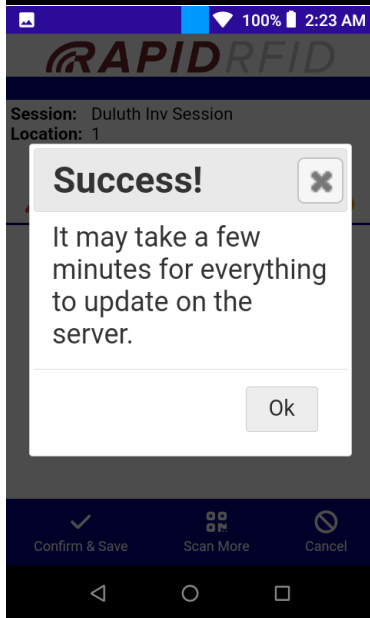 100% 2:23 AM
RAPIDRFID
Session: Duluth Inv Session
Location: 1
Success!
It may take a few
minutes for everything
to update on the
server.
Ok
Confirm & Save Scan More Cancel